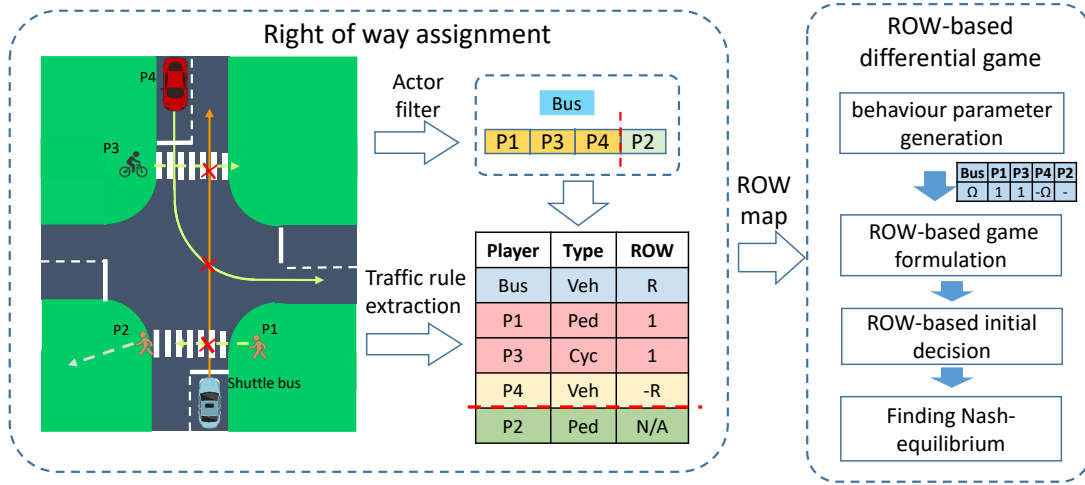 Right of way assignment
P4
P3
P2
P1
Shuttle bus
Actor
filter
Traffic rule
extraction
Bus
P1 P3 P4 P2
Player Type ROW
Bus Veh R
P1 Ped 1
P3 Cyc 1
P4 Veh -R
P2 Ped N/A
ROW
map
ROW-based
differential game
behaviour parameter
generation
Bus P1 P3 P4 P2
Ω 1 1 -Ω -
ROW-based game
formulation
ROW-based initial
decision
Finding Nash-
equilibrium